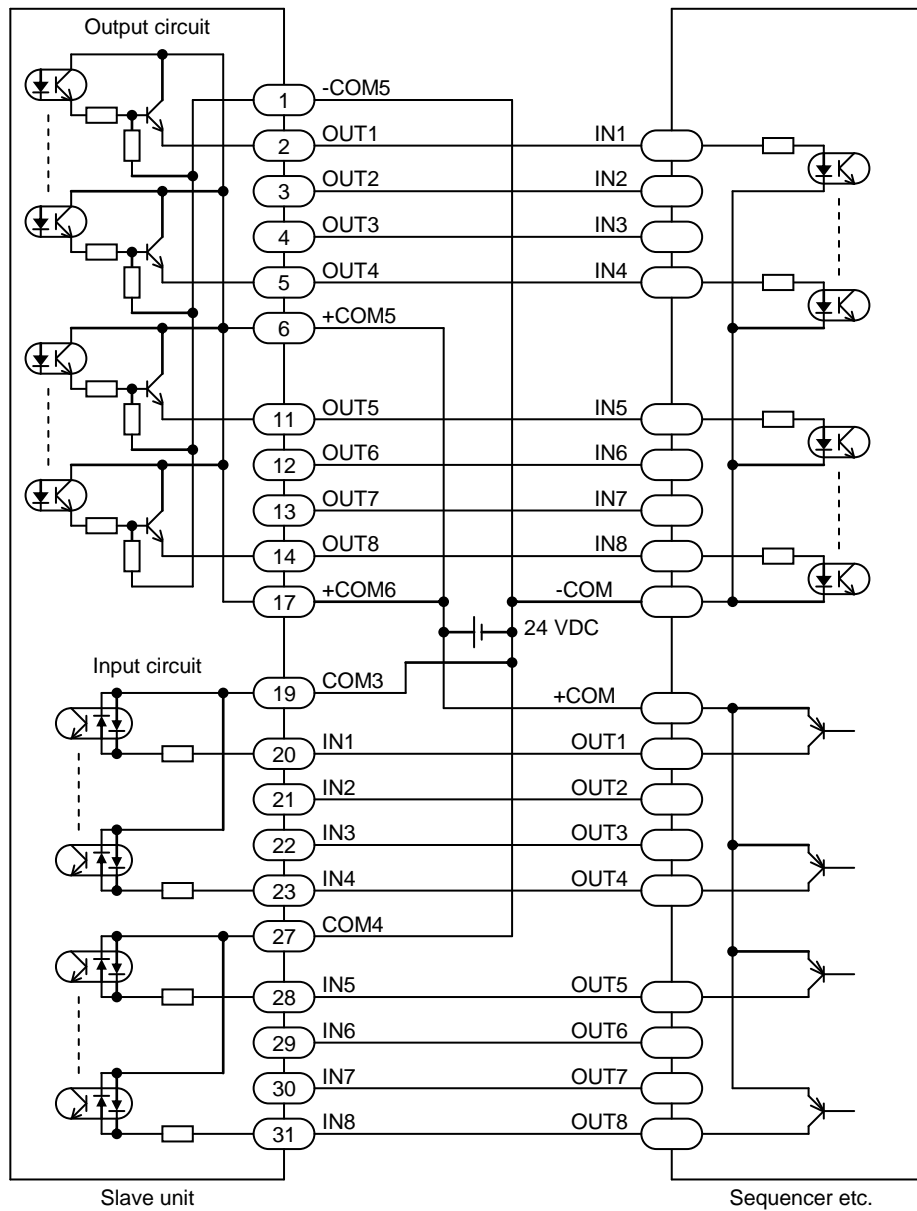 Output circuit
1 -COM5
2 OUT1 IN1
3 OUT2 IN2
4 OUT3 IN3
5 OUT4 IN4
6 +COM5
11 OUT5 IN5
12 OUT6 IN6
13 OUT7 IN7
14 OUT8 IN8
17 +COM6 -COM
24 VDC
Input circuit
19 COM3
+COM
20 IN1 OUT1
21 IN2 OUT2
22 IN3 OUT3
23 IN4 OUT4
27 COM4
28 IN5 OUT5
29 IN6 OUT6
30 IN7 OUT7
31 IN8 OUT8
Slave unit Sequencer etc.